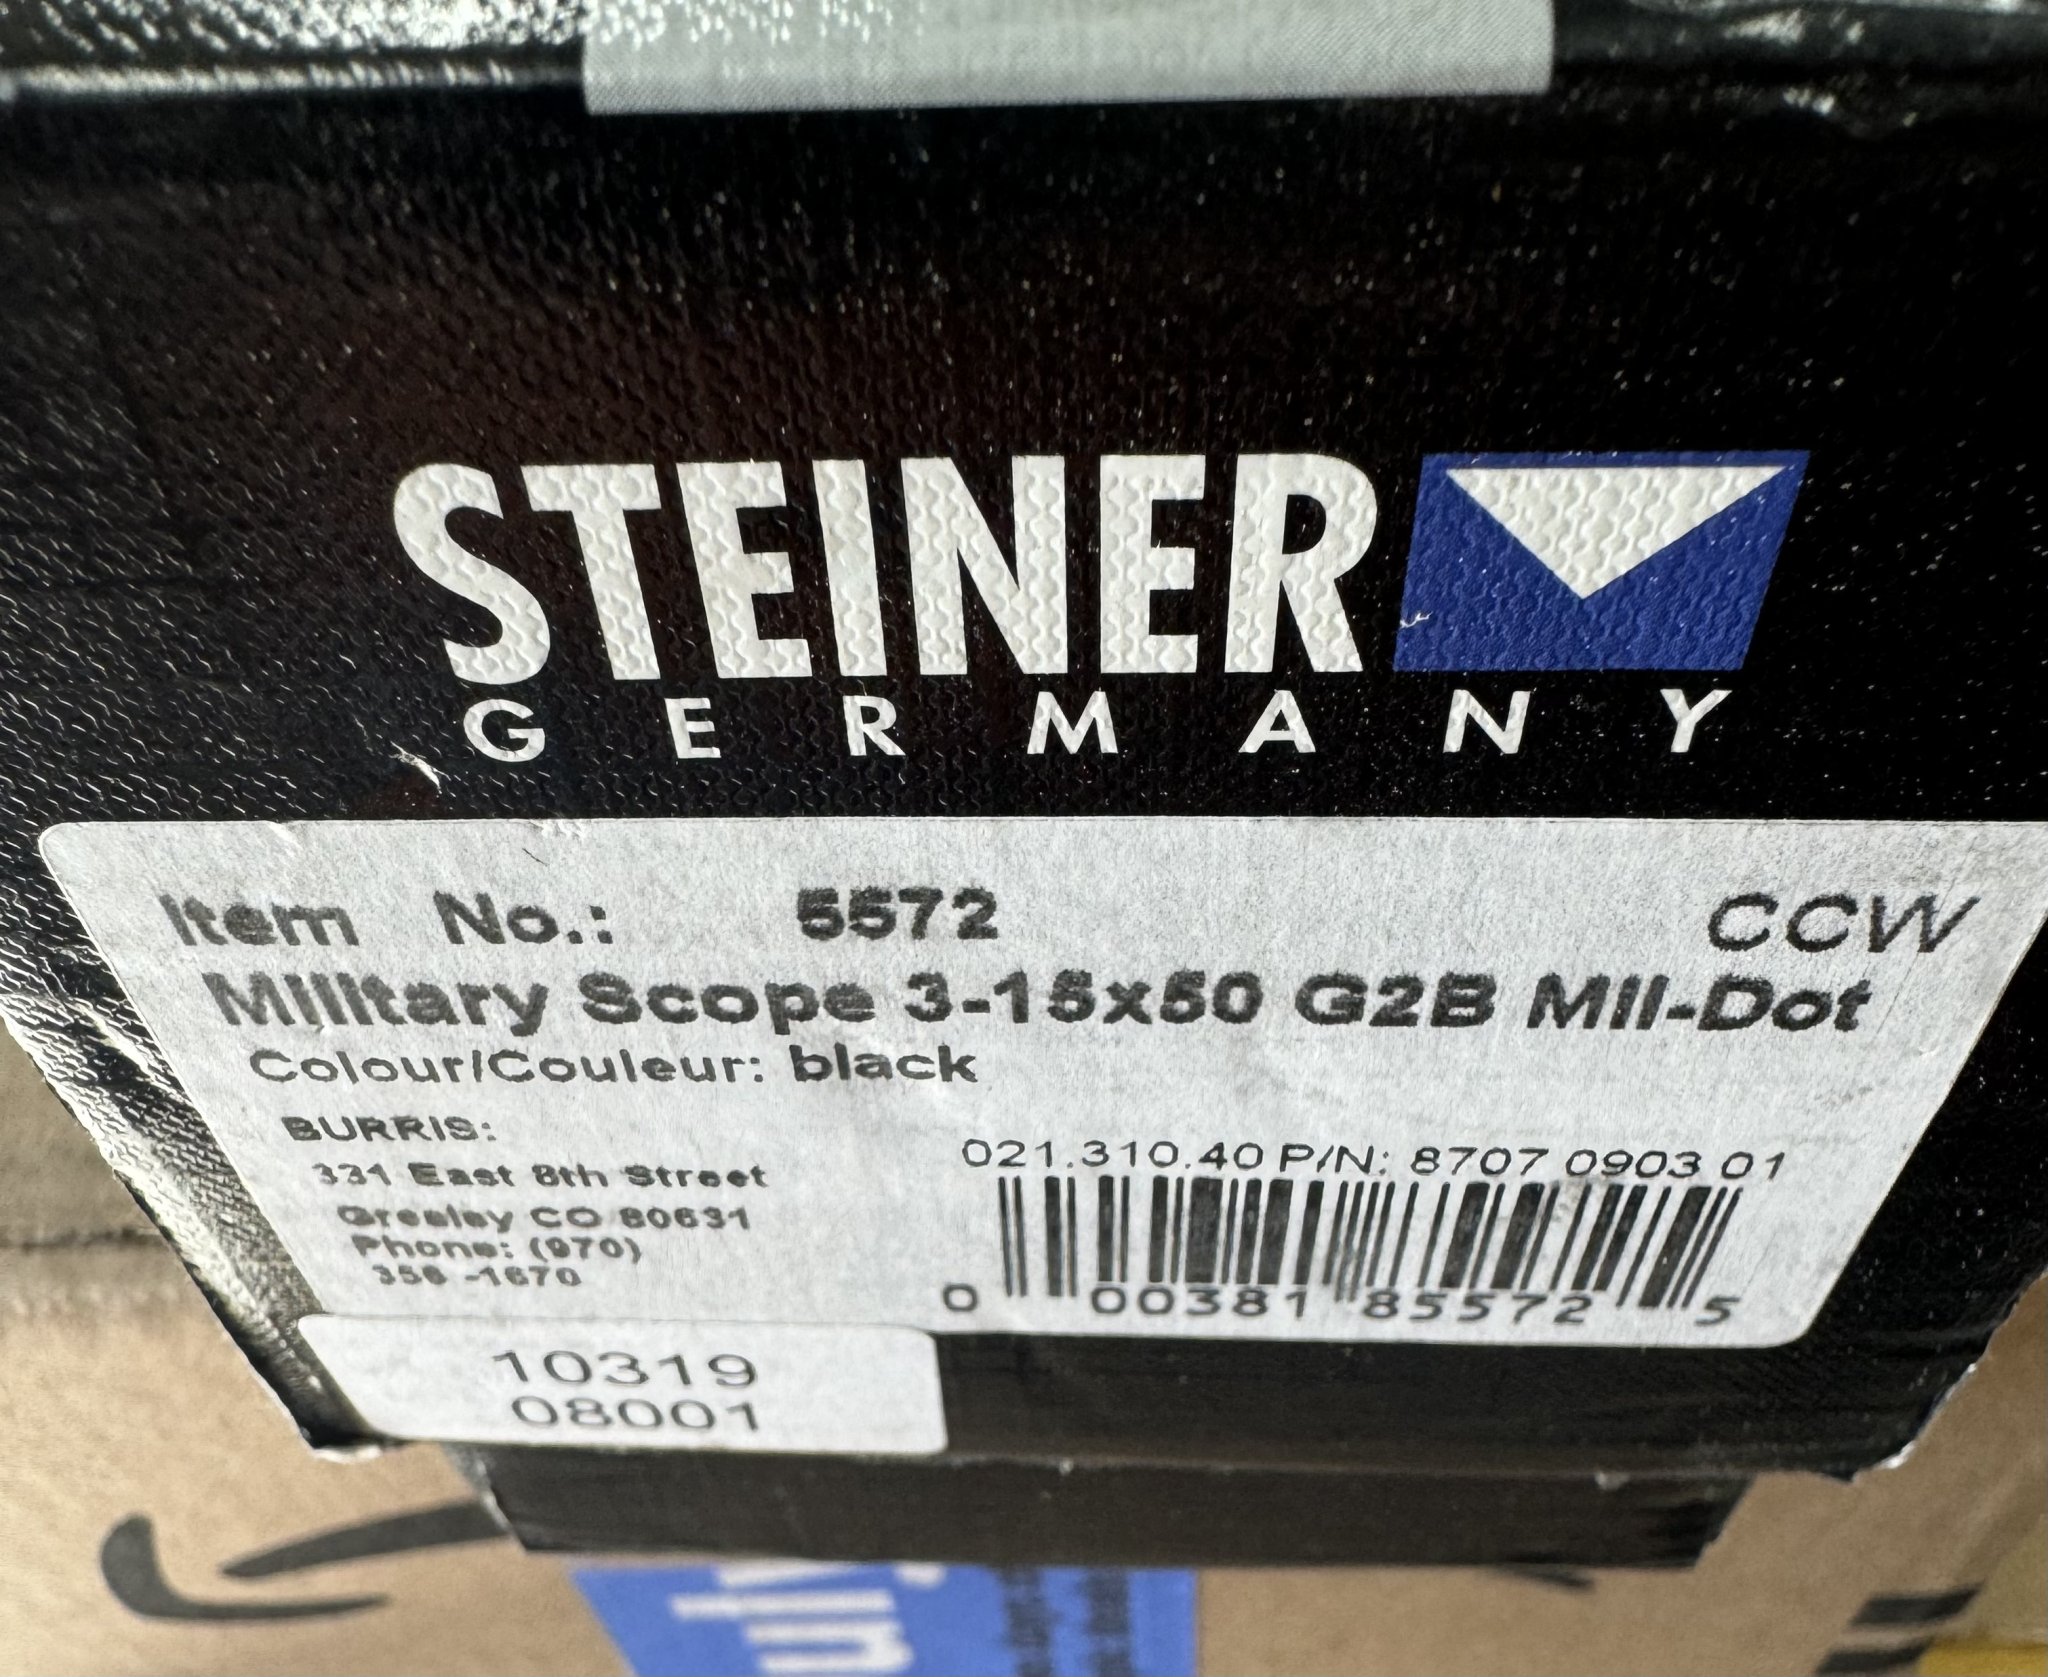 STEINER
GERMANY
Item No.: 5572 CCW
Military Scope 3-15x50 G2B Mil-Dot
Colour/Couleur: black
BURRIS:
331 East 8th Street
Greeley CO 80631
Phone: (970)
356 -1670
021.310.40 P/N: 8707 0903 01
0 00381 85572 5
10319
08001